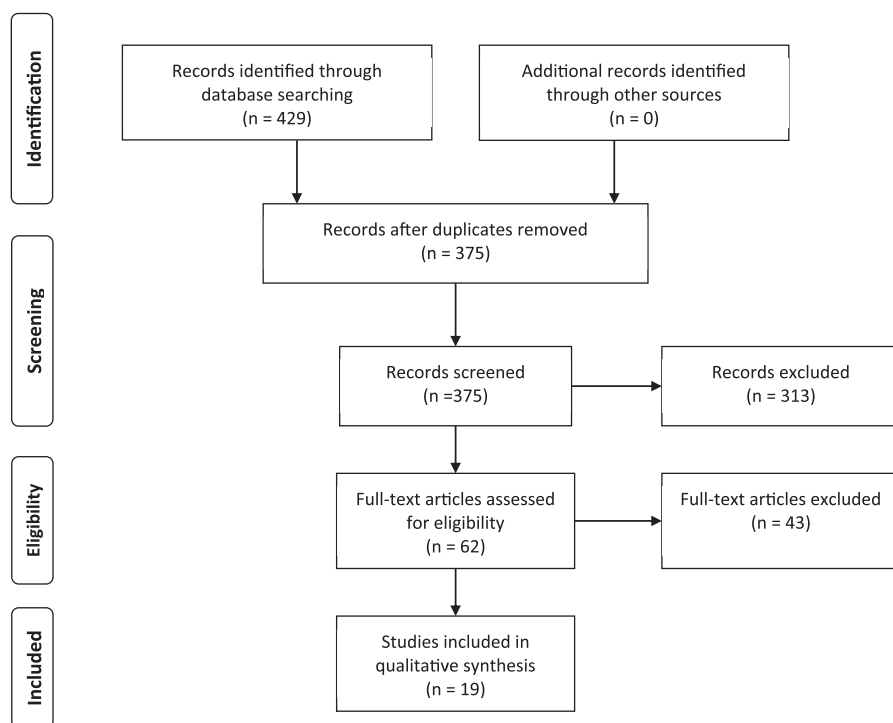 Identification
Records identified through
database searching
(n = 429)
Additional records identified
through other sources
(n = 0)
Records after duplicates removed
(n = 375)
Screening
Records screened
(n =375)
Records excluded
(n = 313)
Eligibility
Full-text articles assessed
for eligibility
(n = 62)
Full-text articles excluded
(n = 43)
Included
Studies included in
qualitative synthesis
(n = 19)